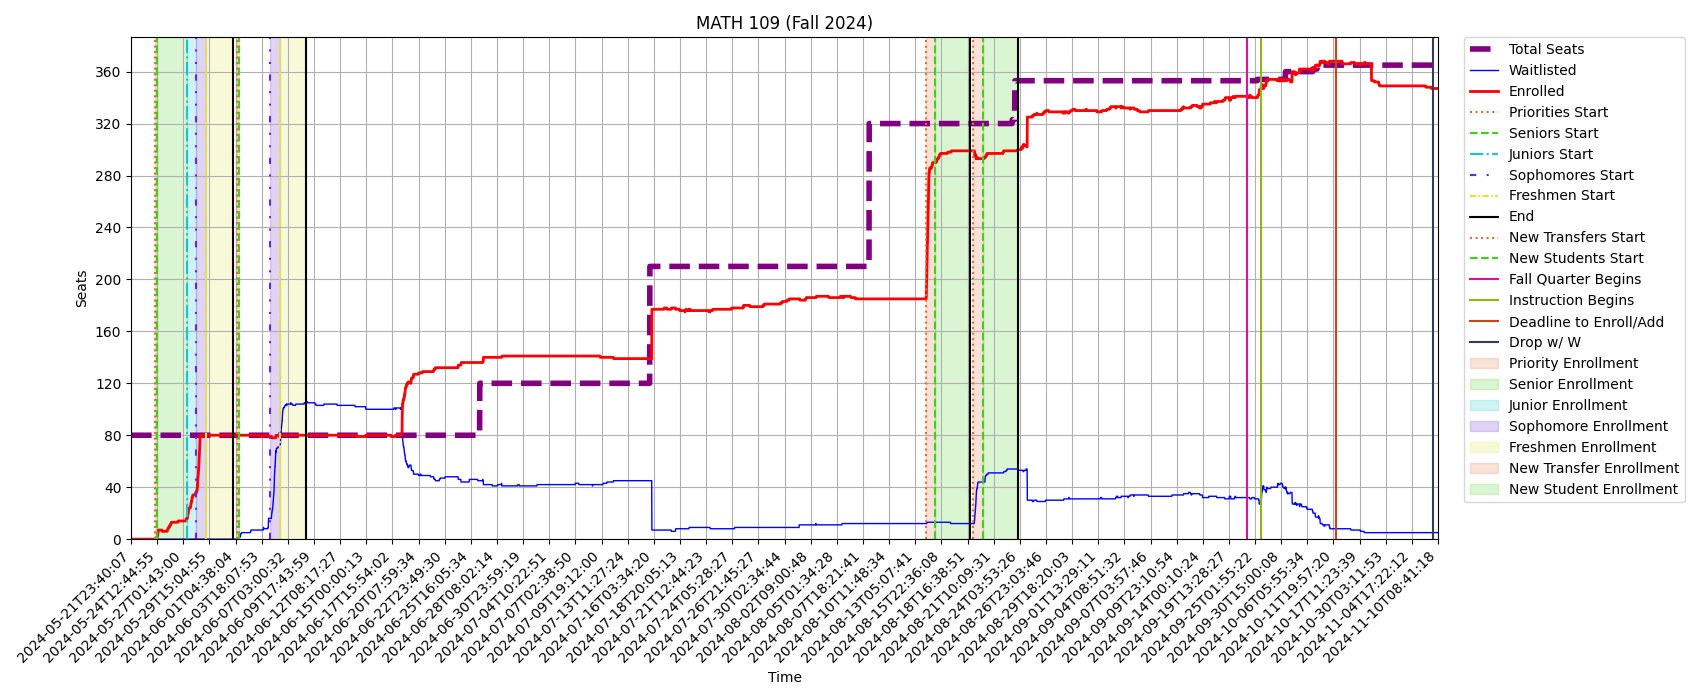 MATH 109 (Fall 2024)
Seats
360
320
280
240
200
160
120
80
40
0
2024-05-21T23:40:07
2024-05-24T12:44:55
2024-05-27T01:43:00
2024-05-29T15:04:55
2024-06-01T04:38:04
2024-06-03T18:07:53
2024-06-07T03:00:32
2024-06-09T17:43:59
2024-06-12T08:17:27
2024-06-15T00:00:13
2024-06-17T15:54:02
2024-06-20T07:59:34
2024-06-22T23:49:30
2024-06-25T16:05:34
2024-06-28T08:02:14
2024-06-30T23:59:19
2024-07-04T10:22:51
2024-07-07T02:38:50
2024-07-09T19:12:00
2024-07-13T11:27:24
2024-07-16T03:34:20
2024-07-18T20:05:13
2024-07-21T12:44:23
2024-07-24T05:28:27
2024-07-26T21:45:27
2024-07-30T02:34:44
2024-08-02T09:00:48
2024-08-05T01:34:28
2024-08-07T18:21:41
2024-08-10T11:48:34
2024-08-13T05:07:41
2024-08-15T22:36:08
2024-08-18T16:38:51
2024-08-21T10:09:31
2024-08-24T03:53:26
2024-08-26T23:03:46
2024-08-29T18:20:03
2024-09-01T13:29:11
2024-09-04T08:51:32
2024-09-07T03:57:46
2024-09-09T23:10:54
2024-09-14T00:10:24
2024-09-19T13:28:27
2024-09-25T01:55:22
2024-09-30T15:00:08
2024-10-06T05:55:34
2024-10-11T19:57:20
2024-10-17T11:23:39
2024-10-30T03:11:53
2024-11-04T17:22:12
2024-11-10T08:41:18
Time
Total Seats
Waitlisted
Enrolled
Priorities Start
Seniors Start
Juniors Start
Sophomores Start
Freshmen Start
End
New Transfers Start
New Students Start
Fall Quarter Begins
Instruction Begins
Deadline to Enroll/Add
Drop w/ W
Priority Enrollment
Senior Enrollment
Junior Enrollment
Sophomore Enrollment
Freshmen Enrollment
New Transfer Enrollment
New Student Enrollment